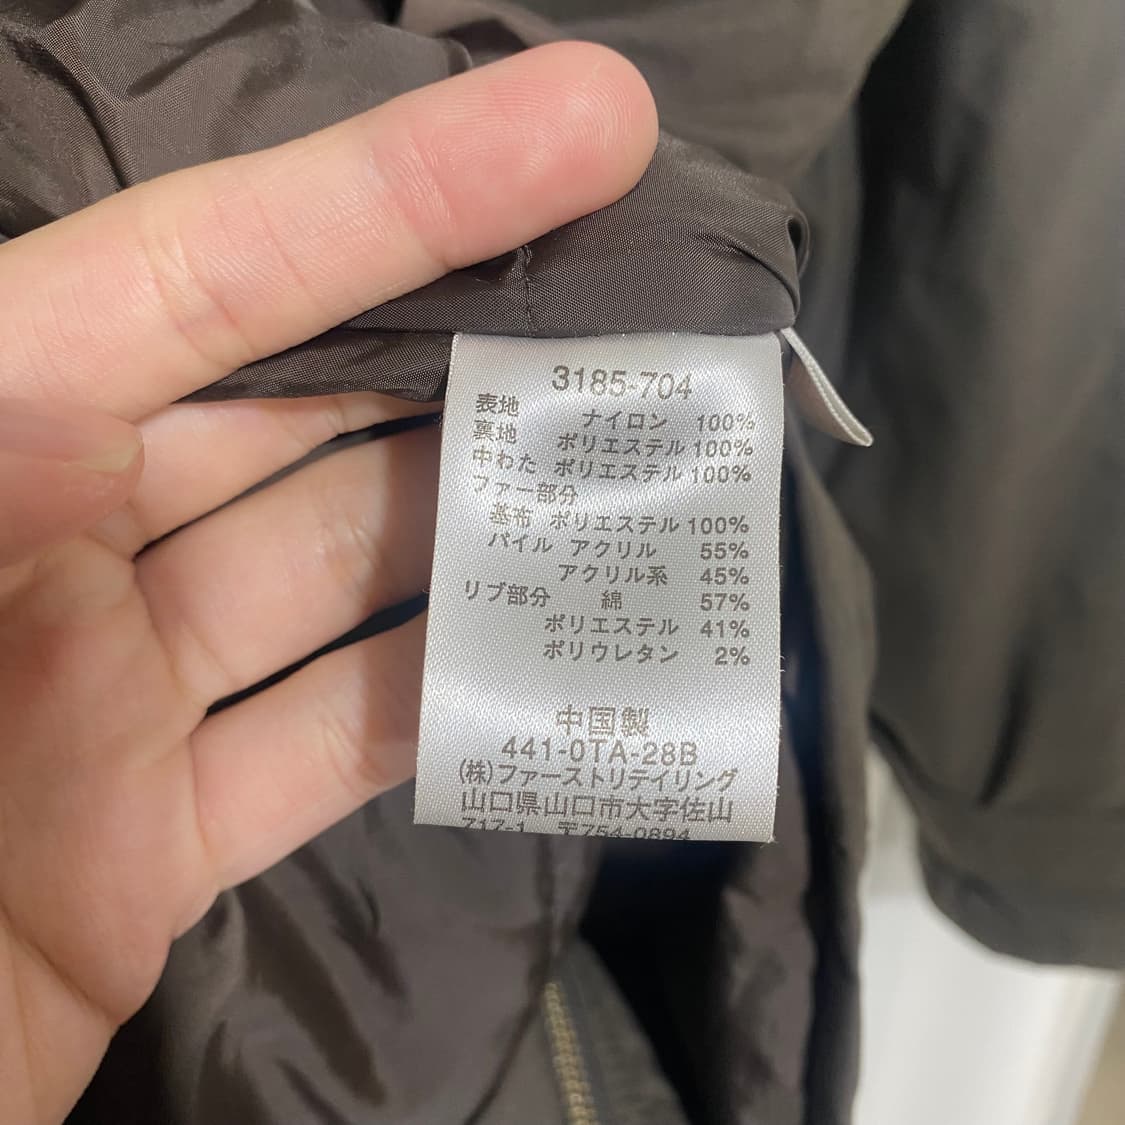 3185-704
表地 ナイロン 100%
裏地 ポリエステル 100%
中わた ポリエステル 100%
ファー部分
基布 ポリエステル 100%
パイル アクリル 55%
アクリル系 45%
リブ部分 綿 57%
ポリエステル 41%
ポリウレタン 2%
中国製
441-0TA-28B
(株)ファーストリテイリング
山口県山口市大字佐山
717-1 〒754-0894